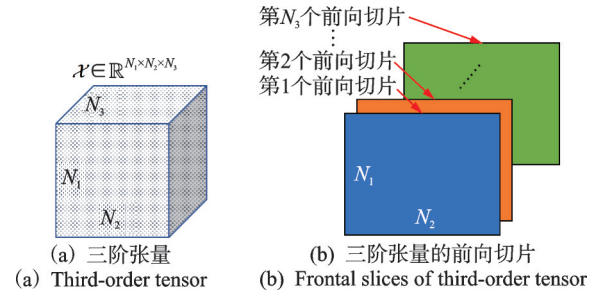 𝒳∈ℝ^{N₁×N₂×N₃}
N₃
N₁
N₂
(a) 三阶张量
(a) Third-order tensor
第N₃个前向切片
⋮
第2个前向切片
第1个前向切片
N₁
N₂
(b) 三阶张量的前向切片
(b) Frontal slices of third-order tensor